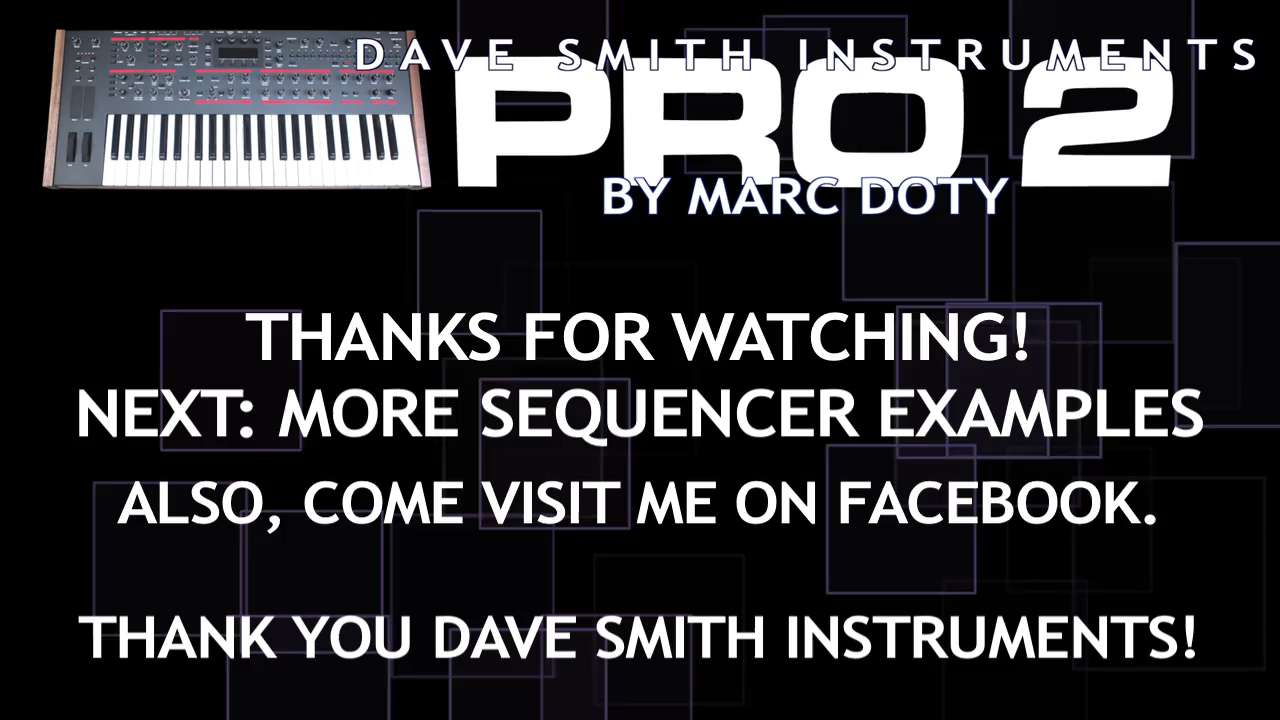 DAVE SMITH INSTRUMENTS
PRO 2
BY MARC DOTY
THANKS FOR WATCHING!
NEXT: MORE SEQUENCER EXAMPLES
ALSO, COME VISIT ME ON FACEBOOK.
THANK YOU DAVE SMITH INSTRUMENTS!